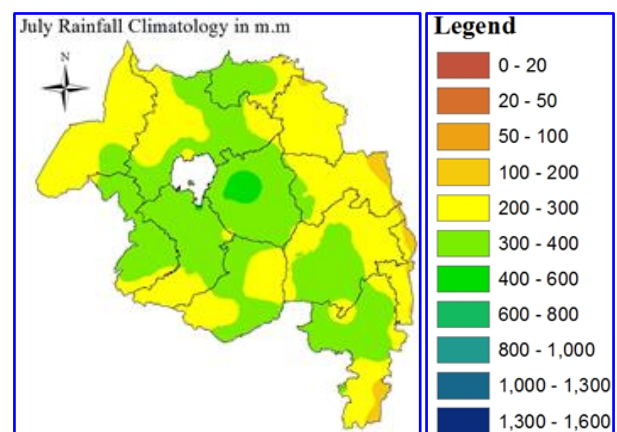 July Rainfall Climatology in m.m
N
Legend
0 - 20
20 - 50
50 - 100
100 - 200
200 - 300
300 - 400
400 - 600
600 - 800
800 - 1,000
1,000 - 1,300
1,300 - 1,600